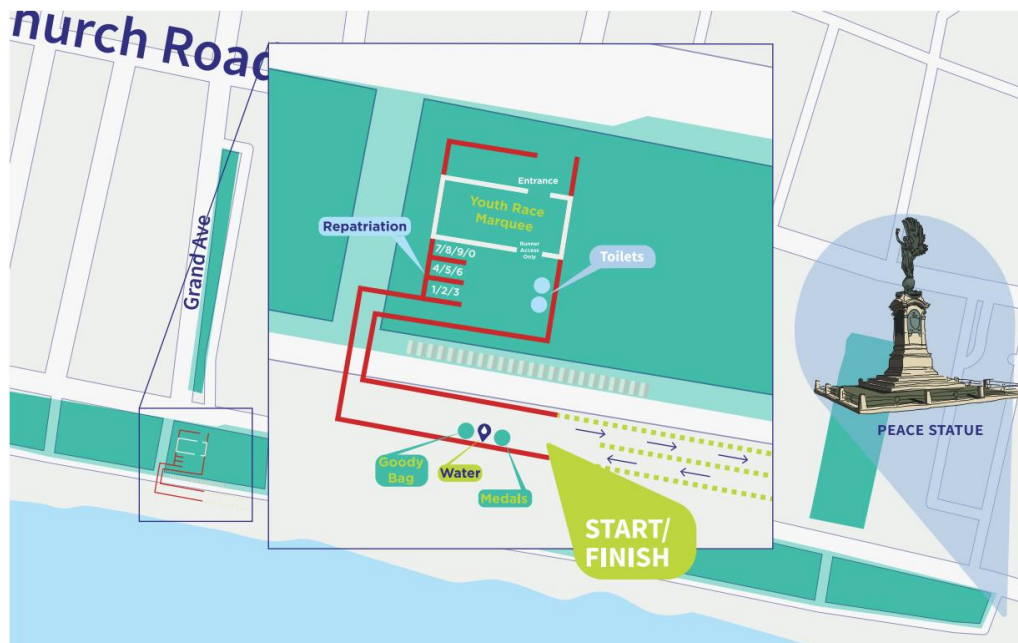 hurch Road
Grand Ave
Entrance
Youth Race
Marquee
Repatriation
Runner
Access
Only
7/8/9/0
4/5/6
1/2/3
Toilets
Goody
Bag
Water
Medals
START/
FINISH
PEACE STATUE